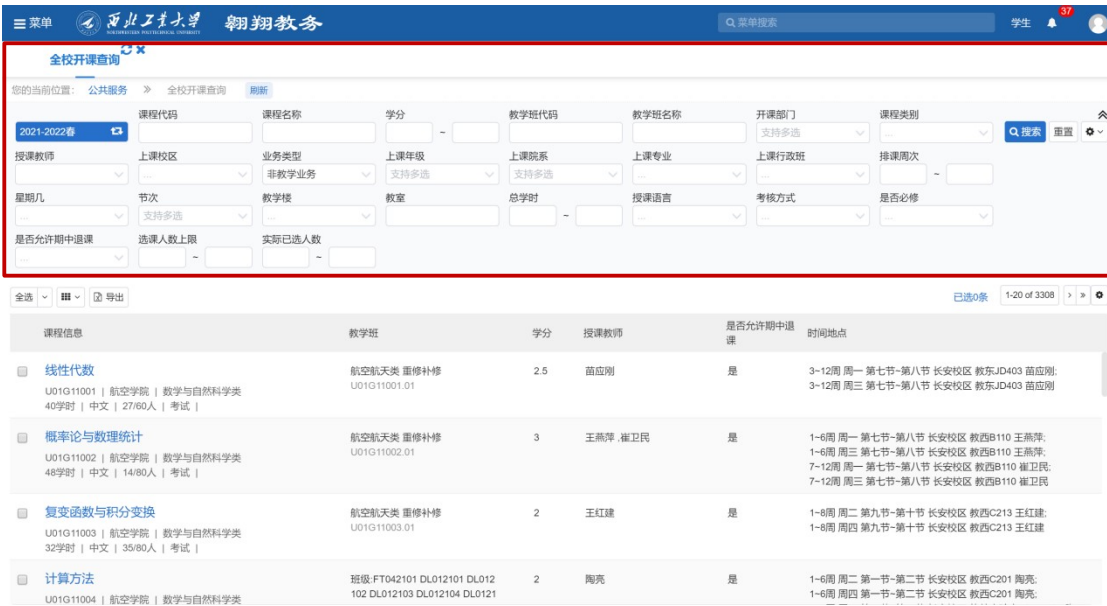 菜单 西北工业大学 翱翔教务 菜单搜索 学生 37
NORTHWESTERN POLYTECHNICAL UNIVERSITY
全校开课查询
您的当前位置: 公共服务 » 全校开课查询 刷新
课程代码 课程名称 学分 教学班代码 教学班名称 开课部门 课程类别
2021-2022春 ~ 支持多选 ... 搜索 重置
授课教师 上课校区 业务类型 上课年级 上课院系 上课专业 上课行政班 排课周次
... 非教学业务 支持多选 支持多选 ... ... ~
星期几 节次 教学楼 教室 总学时 授课语言 考核方式 是否必修
... 支持多选 ... ~ ... ... ...
是否允许期中退课 选课人数上限 实际已选人数
... ~ ~
全选 导出 已选0条 1-20 of 3308 › »
课程信息 教学班 学分 授课教师 是否允许期中退课 时间地点
线性代数 航空航天类 重修补修 2.5 苗应刚 是 3~12周 周一 第七节~第八节 长安校区 教东JD403 苗应刚;
U01G11001 | 航空学院 | 数学与自然科学类 U01G11001.01 3~12周 周三 第七节~第八节 长安校区 教东JD403 苗应刚
40学时 | 中文 | 27/60人 | 考试 |
概率论与数理统计 航空航天类 重修补修 3 王燕萍 ,崔卫民 是 1~6周 周一 第七节~第八节 长安校区 教西B110 王燕萍;
U01G11002 | 航空学院 | 数学与自然科学类 U01G11002.01 1~6周 周三 第七节~第八节 长安校区 教西B110 王燕萍;
48学时 | 中文 | 14/80人 | 考试 | 7~12周 周一 第七节~第八节 长安校区 教西B110 崔卫民;
7~12周 周三 第七节~第八节 长安校区 教西B110 崔卫民
复变函数与积分变换 航空航天类 重修补修 2 王红建 是 1~8周 周二 第九节~第十节 长安校区 教西C213 王红建;
U01G11003 | 航空学院 | 数学与自然科学类 U01G11003.01 1~8周 周四 第九节~第十节 长安校区 教西C213 王红建
32学时 | 中文 | 35/80人 | 考试 |
计算方法 班级:FT042101 DL012101 DL012 2 陶亮 是 1~6周 周二 第一节~第二节 长安校区 教西C201 陶亮;
U01G11004 | 航空学院 | 数学与自然科学类 102 DL012103 DL012104 DL0121 1~6周 周四 第一节~第二节 长安校区 教西C201 陶亮;